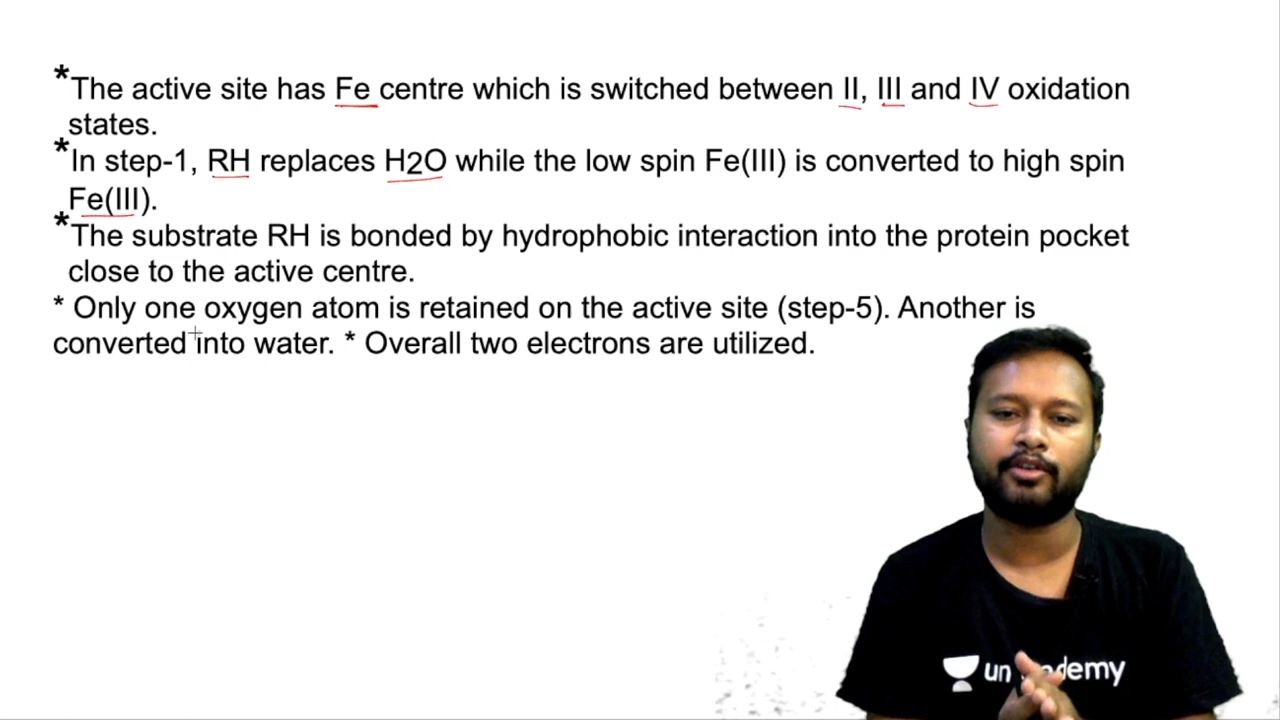 *The active site has Fe centre which is switched between II, III and IV oxidation
states.
*In step-1, RH replaces H2O while the low spin Fe(III) is converted to high spin
Fe(III).
*The substrate RH is bonded by hydrophobic interaction into the protein pocket
close to the active centre.
* Only one oxygen atom is retained on the active site (step-5). Another is
converted into water. * Overall two electrons are utilized.